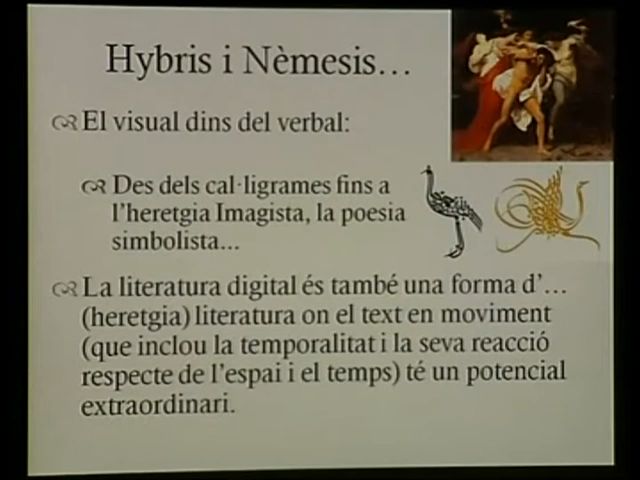 Hybris i Nèmesis…
El visual dins del verbal:
Des dels cal·ligrames fins a
l'heretgia Imagista, la poesia
simbolista…
La literatura digital és també una forma d'…
(heretgia) literatura on el text en moviment
(que inclou la temporalitat i la seva reacció
respecte de l'espai i el temps) té un potencial
extraordinari.